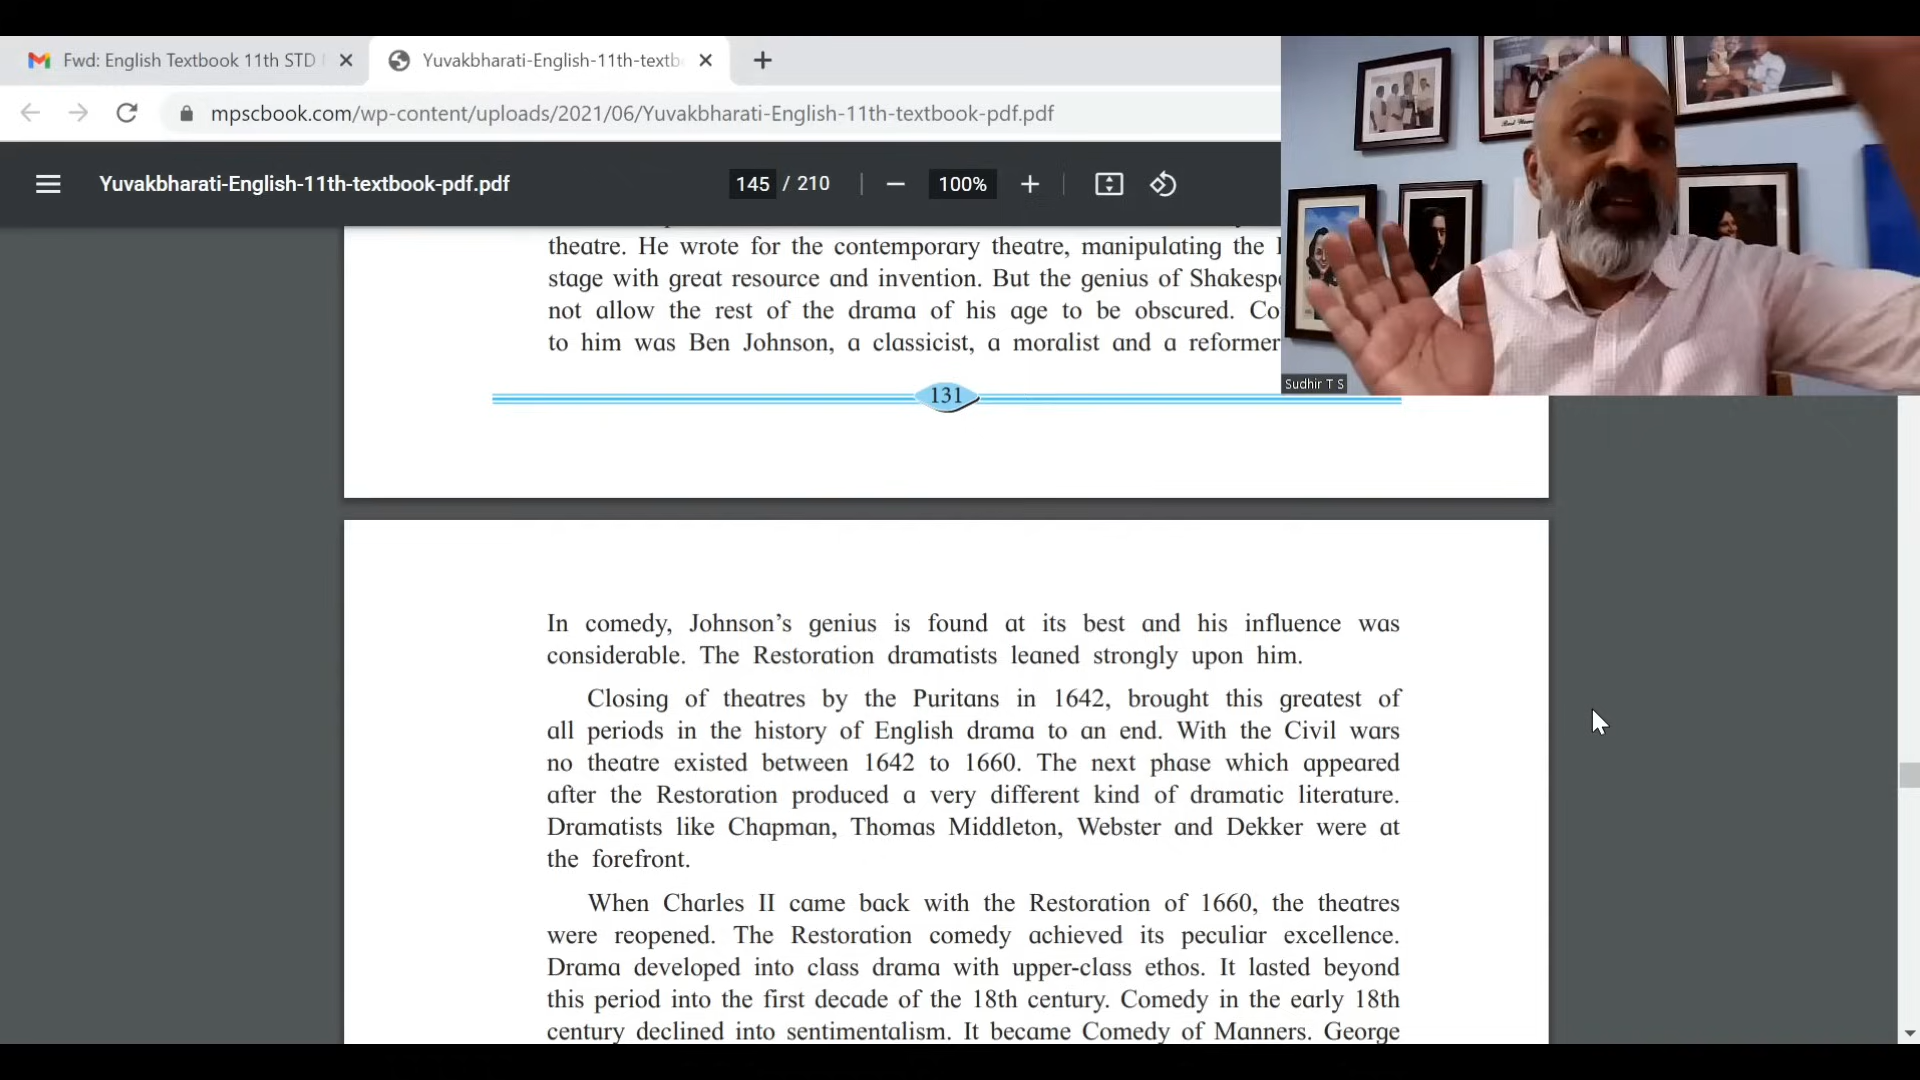 Fwd: English Textbook 11th STD
Yuvakbharati-English-11th-textb
mpscbook.com/wp-content/uploads/2021/06/Yuvakbharati-English-11th-textbook-pdf.pdf
Yuvakbharati-English-11th-textbook-pdf.pdf
145 / 210
100%
theatre. He wrote for the contemporary theatre, manipulating the
stage with great resource and invention. But the genius of Shakespe
not allow the rest of the drama of his age to be obscured. Co
to him was Ben Johnson, a classicist, a moralist and a reformer
Sudhir T S
131
In comedy, Johnson's genius is found at its best and his influence was
considerable. The Restoration dramatists leaned strongly upon him.
Closing of theatres by the Puritans in 1642, brought this greatest of
all periods in the history of English drama to an end. With the Civil wars
no theatre existed between 1642 to 1660. The next phase which appeared
after the Restoration produced a very different kind of dramatic literature.
Dramatists like Chapman, Thomas Middleton, Webster and Dekker were at
the forefront.
When Charles II came back with the Restoration of 1660, the theatres
were reopened. The Restoration comedy achieved its peculiar excellence.
Drama developed into class drama with upper-class ethos. It lasted beyond
this period into the first decade of the 18th century. Comedy in the early 18th
century declined into sentimentalism. It became Comedy of Manners. George